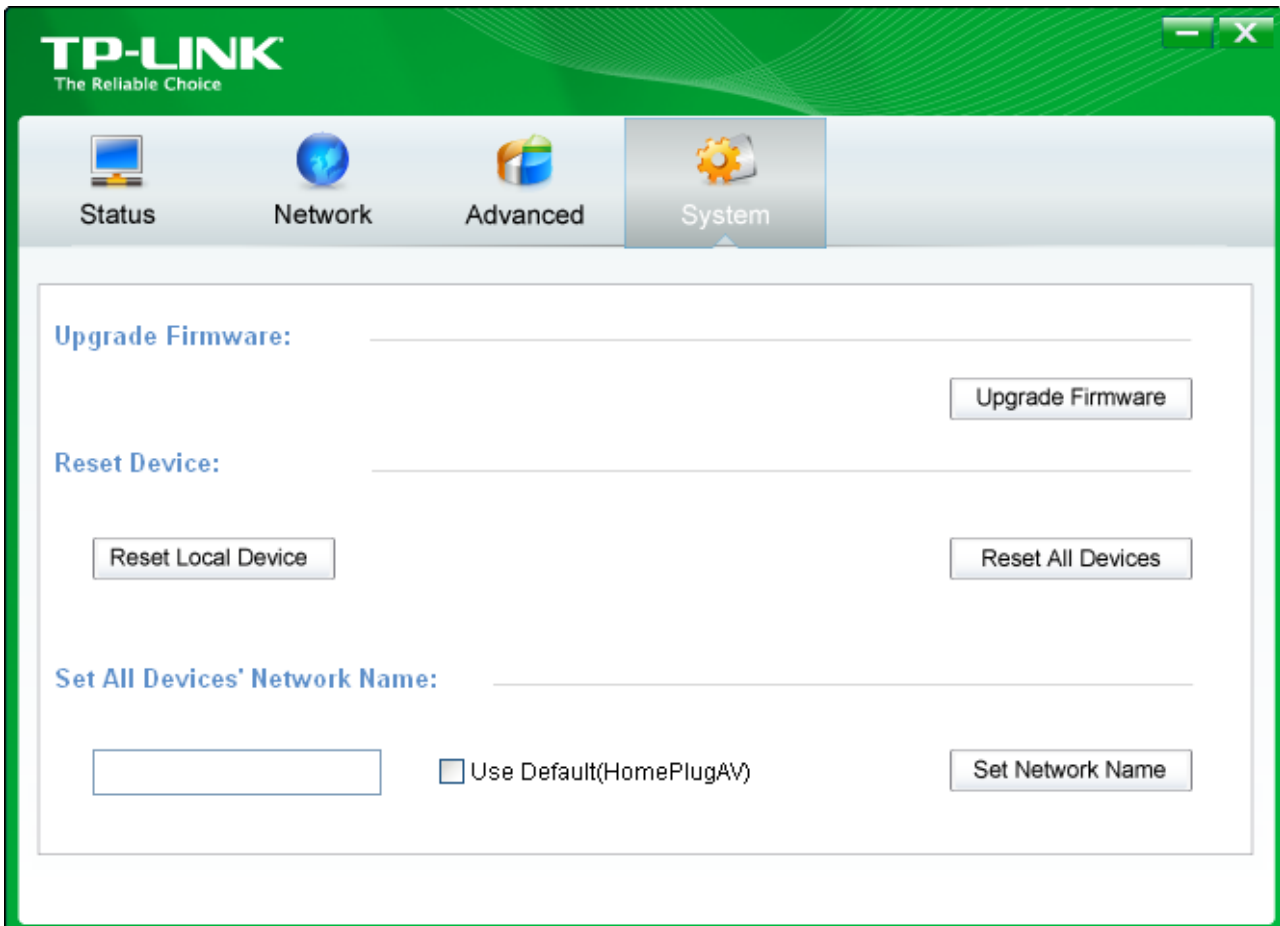 TP-LINK
The Reliable Choice
Status
Network
Advanced
System
Upgrade Firmware:
Upgrade Firmware
Reset Device:
Reset Local Device
Reset All Devices
Set All Devices' Network Name:
Use Default(HomePlugAV)
Set Network Name